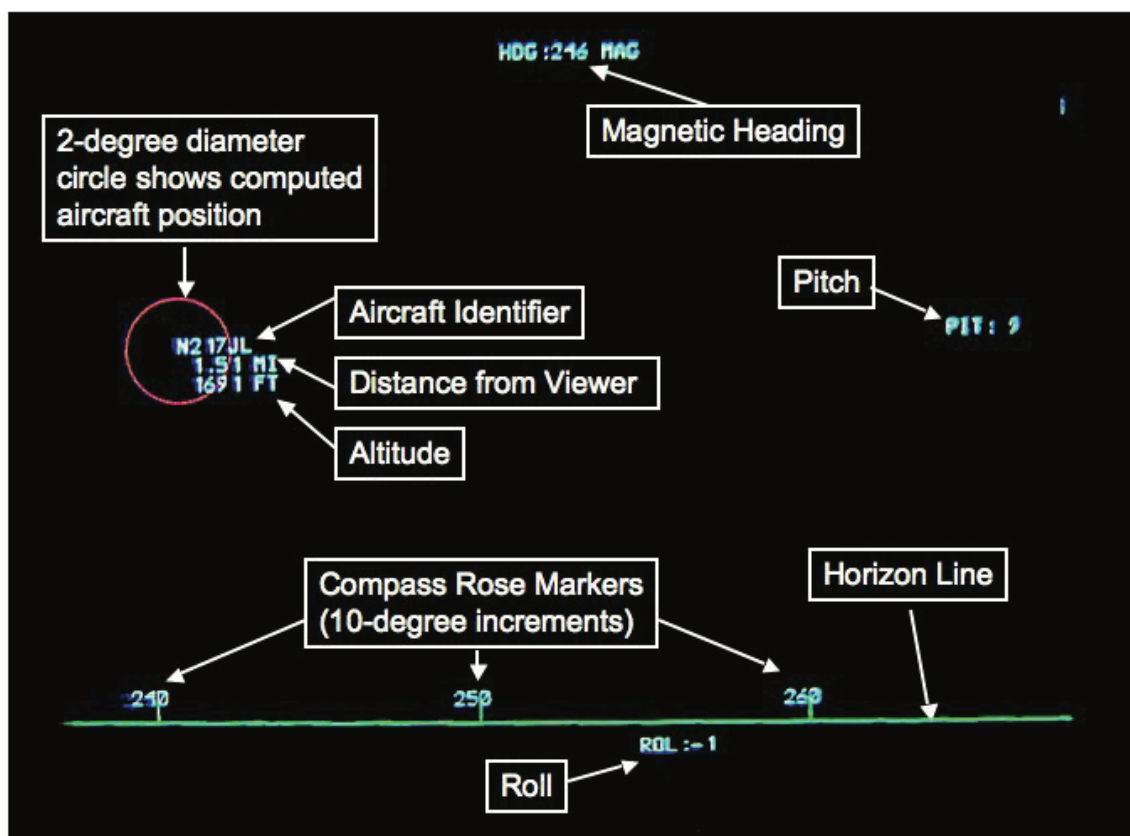 HDG:246 MAG
Magnetic Heading
2-degree diameter
circle shows computed
aircraft position
Pitch
PIT: 9
Aircraft Identifier
N217JL
1.51 MI
Distance from Viewer
1691 FT
Altitude
Compass Rose Markers
(10-degree increments)
Horizon Line
240
250
260
ROL:-1
Roll